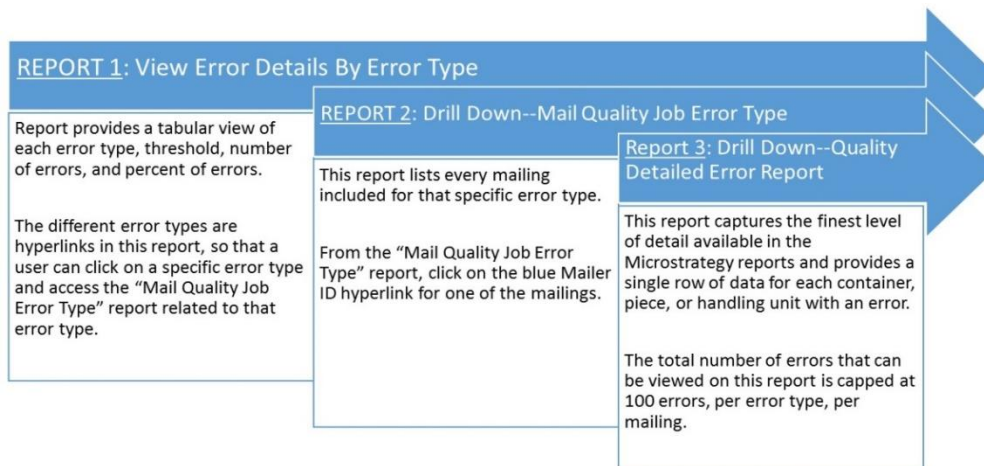 REPORT 1: View Error Details By Error Type
Report provides a tabular view of
each error type, threshold, number
of errors, and percent of errors.
The different error types are
hyperlinks in this report, so that a
user can click on a specific error type
and access the “Mail Quality Job
Error Type” report related to that
error type.
REPORT 2: Drill Down--Mail Quality Job Error Type
This report lists every mailing
included for that specific error type.
From the “Mail Quality Job Error
Type” report, click on the blue Mailer
ID hyperlink for one of the mailings.
Report 3: Drill Down--Quality
Detailed Error Report
This report captures the finest level
of detail available in the
Microstrategy reports and provides a
single row of data for each container,
piece, or handling unit with an error.
The total number of errors that can
be viewed on this report is capped at
100 errors, per error type, per
mailing.